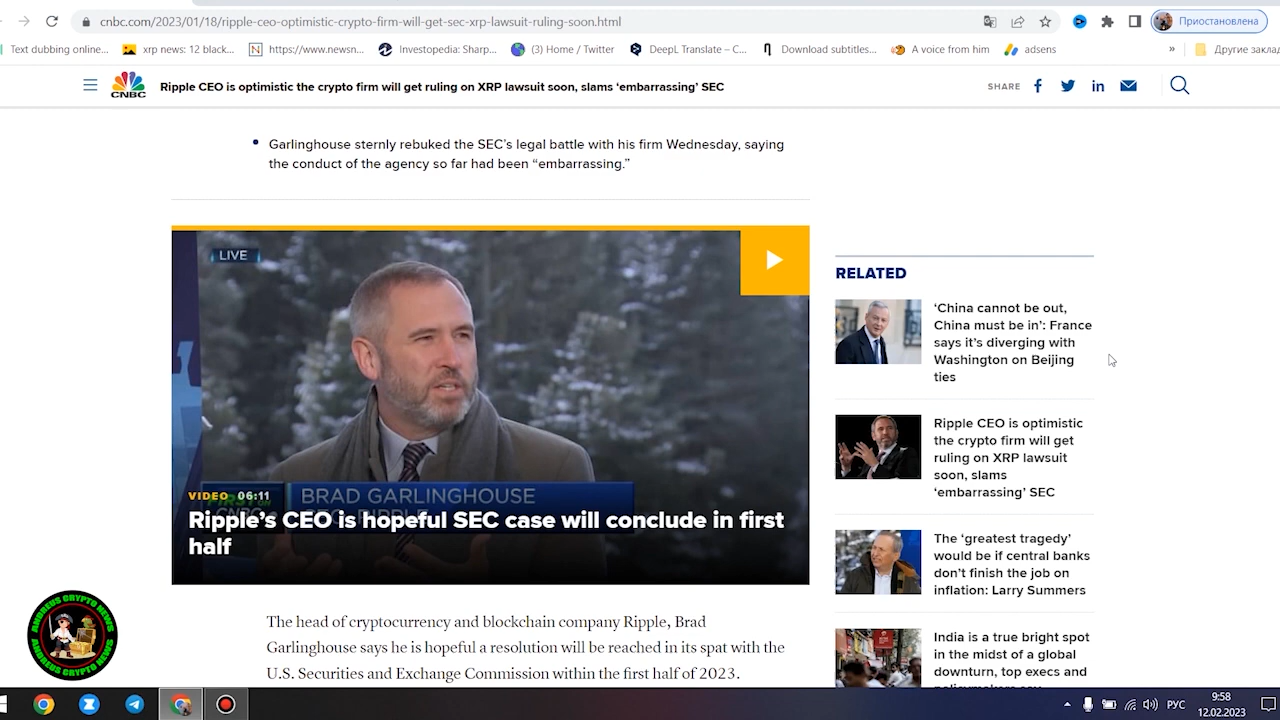 cnbc.com/2023/01/18/ripple-ceo-optimistic-crypto-firm-will-get-sec-xrp-lawsuit-ruling-soon.html
Приостановлена
Text dubbing online...
xrp news: 12 black...
https://www.newsn...
Investopedia: Sharp...
(3) Home / Twitter
DeepL Translate – C...
Download subtitles...
A voice from him
adsens
»
Другие закла
CNBC
Ripple CEO is optimistic the crypto firm will get ruling on XRP lawsuit soon, slams ‘embarrassing’ SEC
SHARE
Garlinghouse sternly rebuked the SEC’s legal battle with his firm Wednesday, saying
the conduct of the agency so far had been “embarrassing.”
LIVE
BRAD GARLINGHOUSE
VIDEO 06:11
Ripple’s CEO is hopeful SEC case will conclude in first
half
The head of cryptocurrency and blockchain company Ripple, Brad
Garlinghouse says he is hopeful a resolution will be reached in its spat with the
U.S. Securities and Exchange Commission within the first half of 2023.
RELATED
‘China cannot be out,
China must be in’: France
says it’s diverging with
Washington on Beijing
ties
Ripple CEO is optimistic
the crypto firm will get
ruling on XRP lawsuit
soon, slams
‘embarrassing’ SEC
The ‘greatest tragedy’
would be if central banks
don’t finish the job on
inflation: Larry Summers
India is a true bright spot
in the midst of a global
downturn, top execs and
ANDREUS CRYPTO NEWS
ANDREUS CRYPTO NEWS
РУС
9:58
12.02.2023